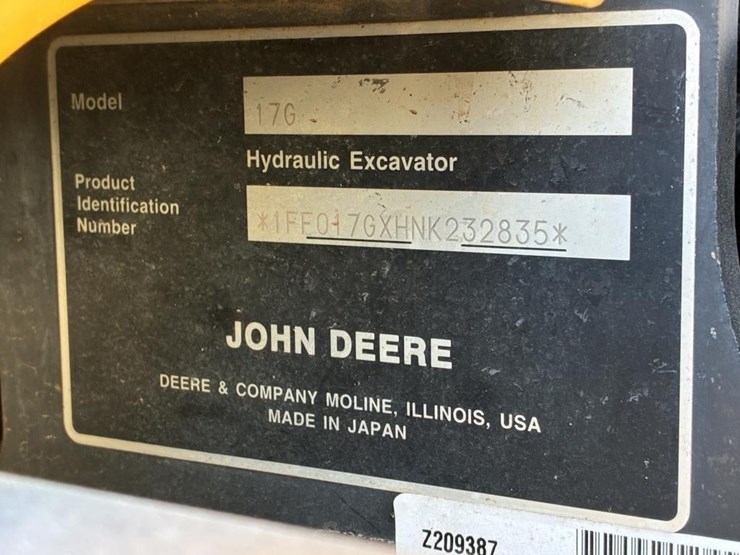 Model
17G
Hydraulic Excavator
Product
Identification
Number
*1FF017GXHNK232835*
JOHN DEERE
DEERE & COMPANY MOLINE, ILLINOIS, USA
MADE IN JAPAN
Z209387